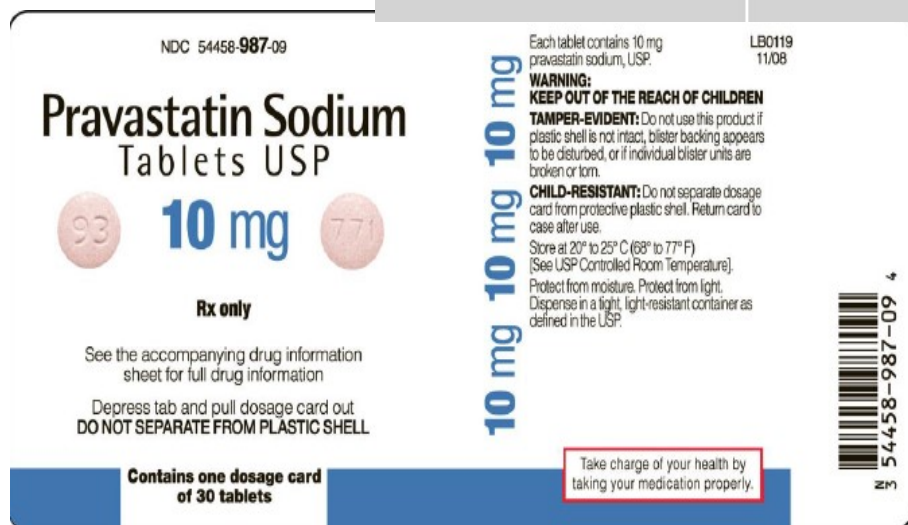 NDC 54458-987-09
Pravastatin Sodium
Tablets USP
93
10 mg
771
Rx only
See the accompanying drug information
sheet for full drug information
Depress tab and pull dosage card out
DO NOT SEPARATE FROM PLASTIC SHELL
Contains one dosage card
of 30 tablets
10 mg 10 mg 10 mg
Each tablet contains 10 mg
pravastatin sodium, USP.
LB0119
11/08
WARNING:
KEEP OUT OF THE REACH OF CHILDREN
TAMPER-EVIDENT: Do not use this product if
plastic shell is not intact, blister backing appears
to be disturbed, or if individual blister units are
broken or torn.
CHILD-RESISTANT: Do not separate dosage
card from protective plastic shell. Return card to
case after use.
Store at 20° to 25° C (68° to 77° F)
[See USP Controlled Room Temperature].
Protect from moisture. Protect from light.
Dispense in a tight, light-resistant container as
defined in the USP.
Take charge of your health by
taking your medication properly.
N3 54458-987-09 4